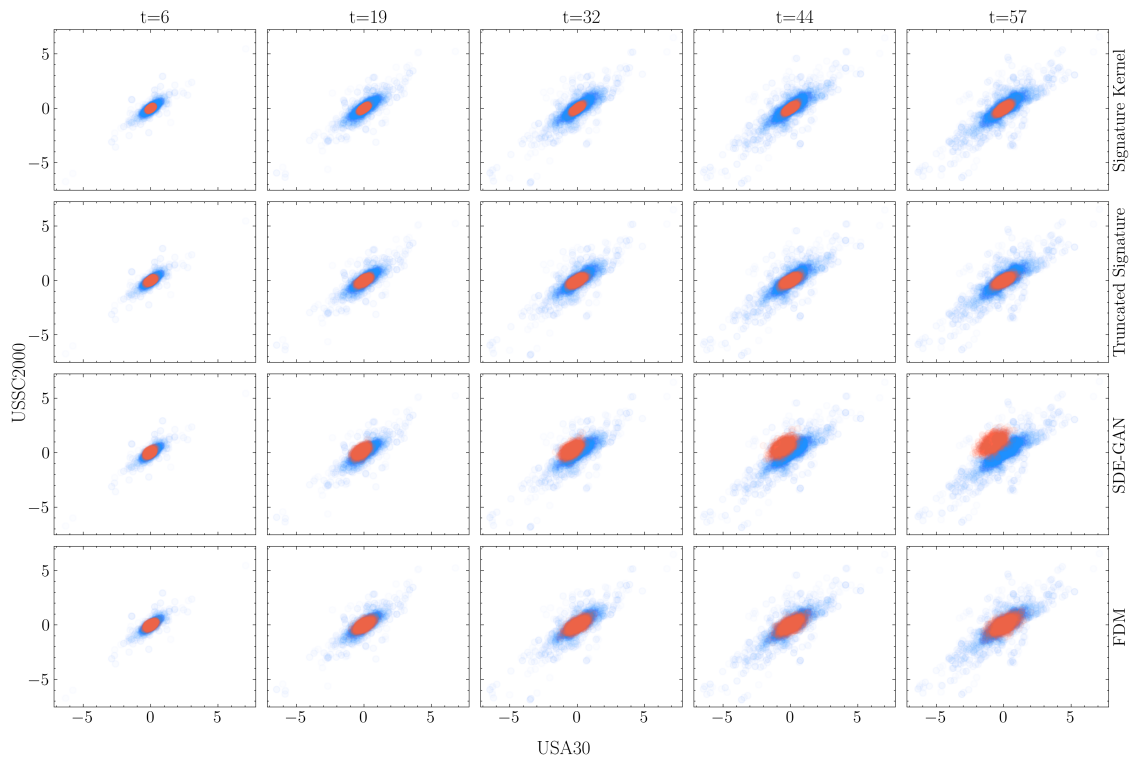 t=6 t=19 t=32 t=44 t=57
5
0
−5
Signature Kernel
5
0
−5
Truncated Signature
USSC2000
5
0
−5
SDE-GAN
5
0
−5
FDM
−5 0 5 −5 0 5 −5 0 5 −5 0 5 −5 0 5
USA30